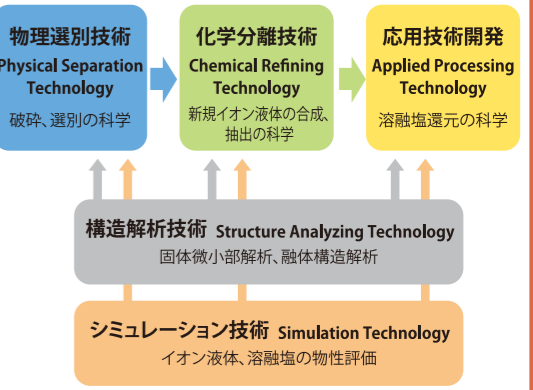 物理選別技術
Physical Separation
Technology
破砕、選別の科学
化学分離技術
Chemical Refining
Technology
新規イオン液体の合成、
抽出の科学
応用技術開発
Applied Processing
Technology
溶融塩還元の科学
構造解析技術 Structure Analyzing Technology
固体微小部解析、融体構造解析
シミュレーション技術 Simulation Technology
イオン液体、溶融塩の物性評価